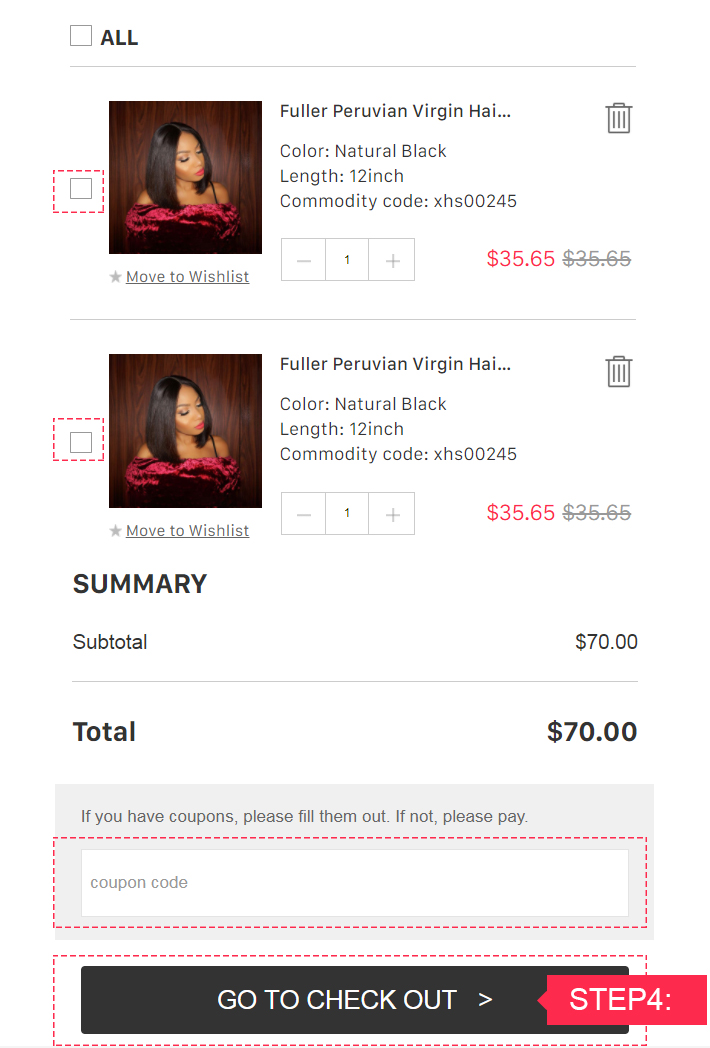 ALL
Fuller Peruvian Virgin Hai...
Color: Natural Black
Length: 12inch
Commodity code: xhs00245
1
$35.65 $35.65
Move to Wishlist
Fuller Peruvian Virgin Hai...
Color: Natural Black
Length: 12inch
Commodity code: xhs00245
1
$35.65 $35.65
Move to Wishlist
SUMMARY
Subtotal $70.00
Total $70.00
If you have coupons, please fill them out. If not, please pay.
coupon code
GO TO CHECK OUT >
STEP4: